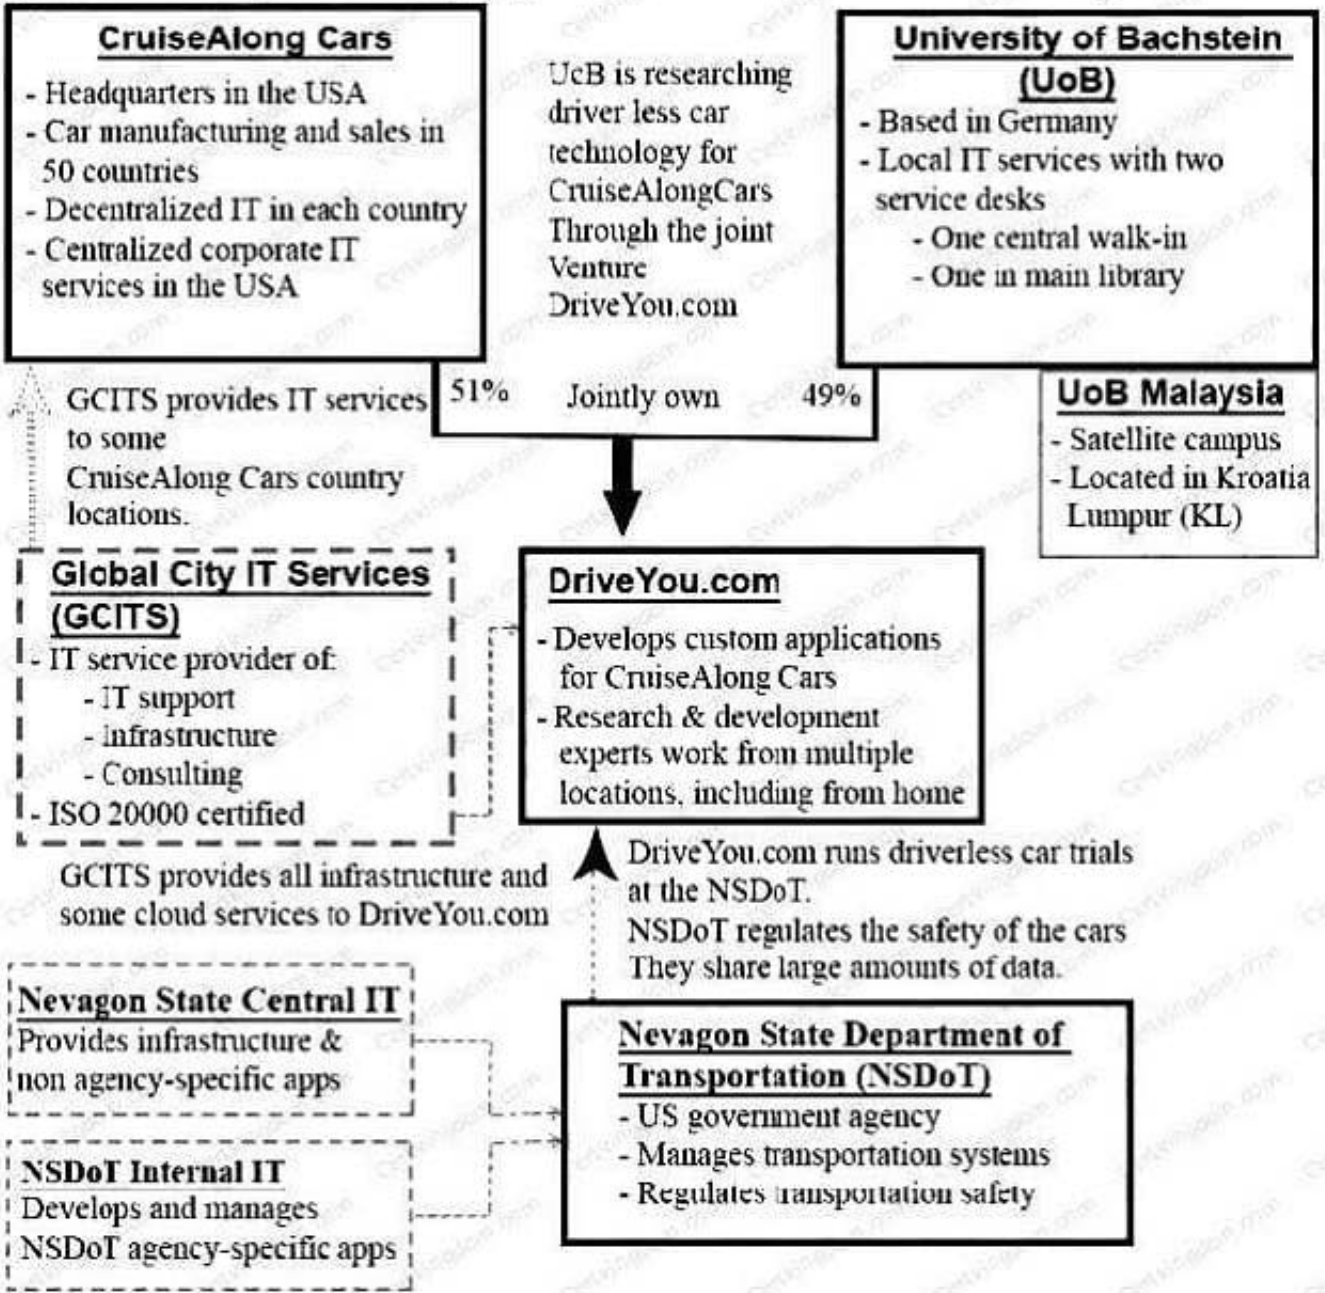 CruiseAlong Cars
- Headquarters in the USA
- Car manufacturing and sales in
50 countries
- Decentralized IT in each country
- Centralized corporate IT
services in the USA
UcB is researching
driver less car
technology for
CruiseAlongCars
Through the joint
Venture
DriveYou.com
University of Bachstein
(UoB)
- Based in Germany
- Local IT services with two
service desks
- One central walk-in
- One in main library
51% Jointly own 49%
UoB Malaysia
- Satellite campus
- Located in Kroatia
Lumpur (KL)
GCITS provides IT services
to some
CruiseAlong Cars country
locations.
Global City IT Services
(GCITS)
- IT service provider of:
- IT support
- Infrastructure
- Consulting
- ISO 20000 certified
DriveYou.com
- Develops custom applications
for CruiseAlong Cars
- Research & development
experts work from multiple
locations, including from home
GCITS provides all infrastructure and
some cloud services to DriveYou.com
DriveYou.com runs driverless car trials
at the NSDoT.
NSDoT regulates the safety of the cars
They share large amounts of data.
Nevagon State Central IT
Provides infrastructure &
non agency-specific apps
NSDoT Internal IT
Develops and manages
NSDoT agency-specific apps
Nevagon State Department of
Transportation (NSDoT)
- US government agency
- Manages transportation systems
- Regulates transportation safety